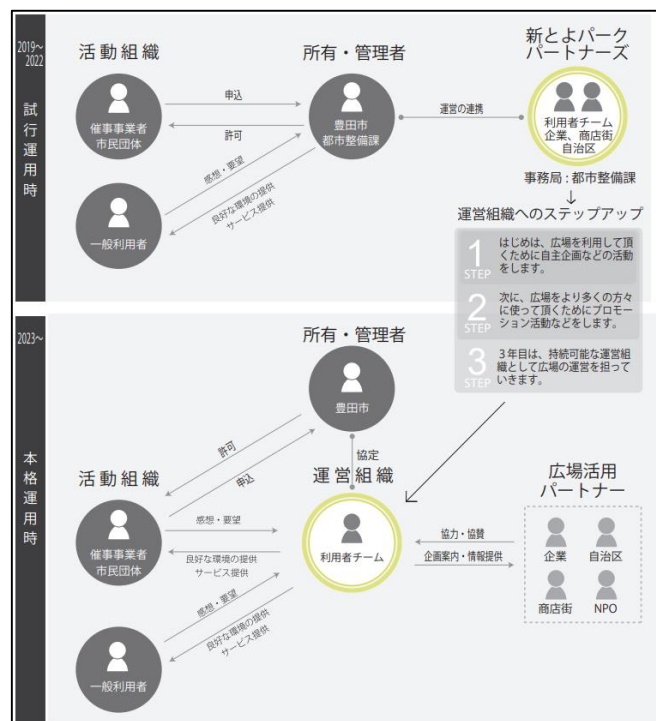 2019〜
2022
試行運用時
活動組織
所有・管理者
新とよパーク
パートナーズ
催事事業者
市民団体
申込
許可
豊田市
都市整備課
運営の連携
利用者チーム
企業、商店街
自治区
一般利用者
感想・要望
良好な環境の提供
サービス提供
事務局：都市整備課
運営組織へのステップアップ
1
STEP
はじめは、広場を利用して頂
くために自主企画などの活動
をします。
2
STEP
次に、広場をより多くの方々
に使って頂くためにプロモー
ション活動などをします。
3
STEP
3年目は、持続可能な運営組
織として広場の運営を担って
いきます。
2023〜
本格運用時
所有・管理者
豊田市
許可
申込
協定
活動組織
運営組織
広場活用
パートナー
催事事業者
市民団体
感想・要望
良好な環境の提供
サービス提供
利用者チーム
協力・協賛
企画案内・情報提供
企業
自治区
商店街
NPO
一般利用者
感想・要望
良好な環境の提供
サービス提供